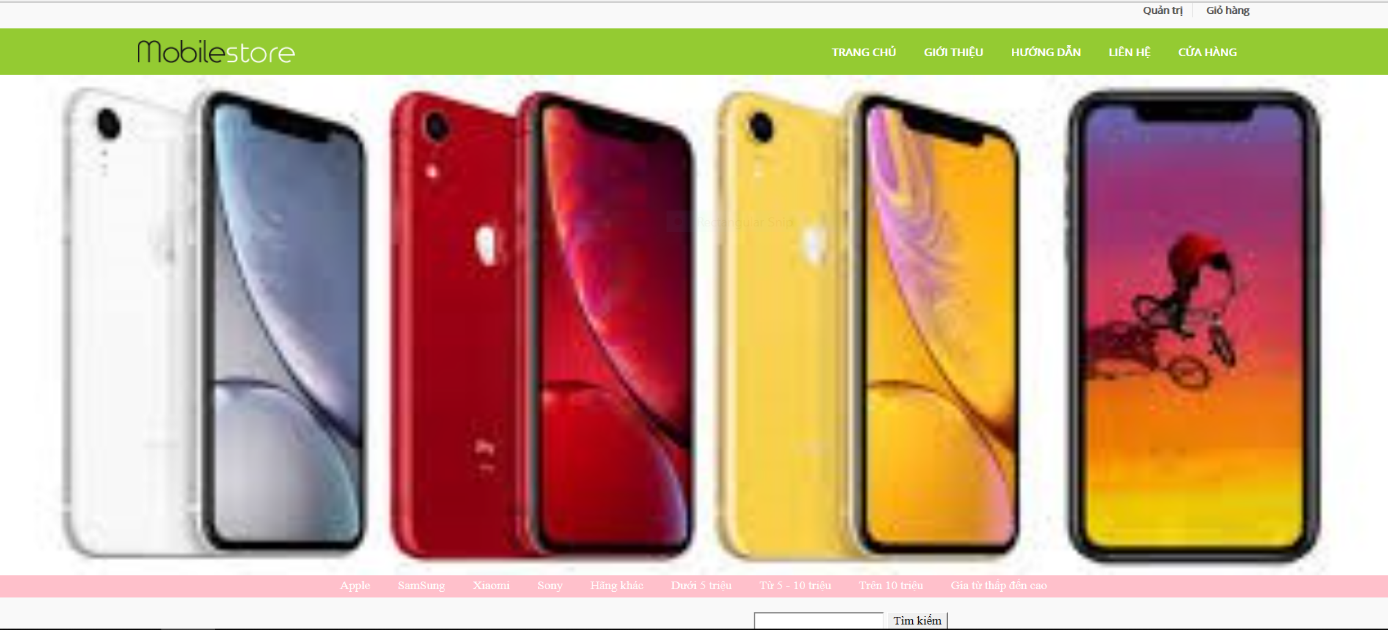 Quản trị Giỏ hàng
Mobilestore TRANG CHỦ GIỚI THIỆU HƯỚNG DẪN LIÊN HỆ CỬA HÀNG
Apple SamSung Xiaomi Sony Hãng khác Dưới 5 triệu Từ 5 - 10 triệu Trên 10 triệu Gía từ thấp đến cao
Tìm kiếm